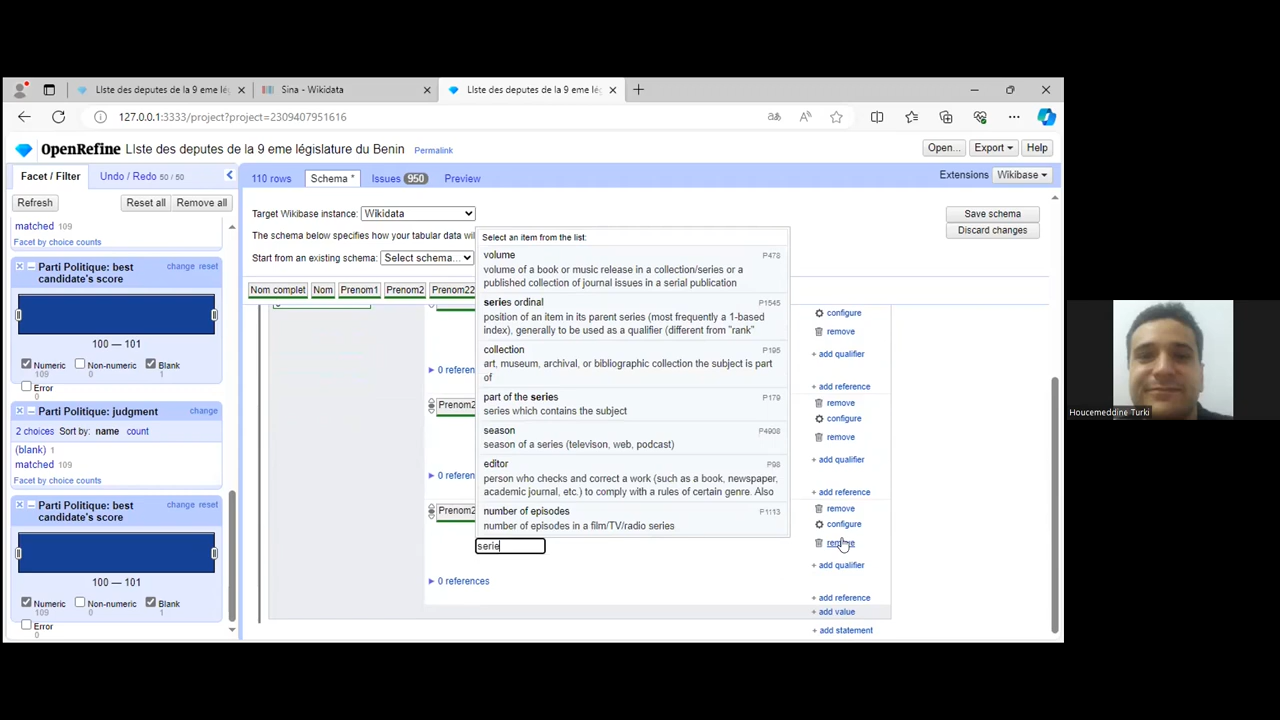 LIste des deputes de la 9 eme lé
Sina - Wikidata
LIste des deputes de la 9 eme lé
127.0.0.1:3333/project?project=2309407951616
OpenRefine LIste des deputes de la 9 eme législature du Benin Permalink
Open... Export Help
Facet / Filter Undo / Redo 50 / 50
110 rows Schema * Issues 950 Preview
Extensions Wikibase
Refresh Reset all Remove all
matched 109
Facet by choice counts
Parti Politique: best candidate's score change reset
100 — 101
Numeric 109 Non-numeric 0 Blank 1
Error 0
Parti Politique: judgment change
2 choices Sort by: name count
(blank) 1
matched 109
Facet by choice counts
Parti Politique: best candidate's score change reset
100 — 101
Numeric 109 Non-numeric 0 Blank 1
Error 0
Target Wikibase instance: Wikidata
The schema below specifies how your tabular data wil
Start from an existing schema: Select schema...
Save schema
Discard changes
Nom complet Nom Prenom1 Prenom2 Prenom22
Select an item from the list:
volume P478
volume of a book or music release in a collection/series or a
published collection of journal issues in a serial publication
series ordinal P1545
position of an item in its parent series (most frequently a 1-based
index), generally to be used as a qualifier (different from "rank"
collection P195
art, museum, archival, or bibliographic collection the subject is part
of
part of the series P179
series which contains the subject
season P4908
season of a series (televison, web, podcast)
editor P98
person who checks and correct a work (such as a book, newspaper,
academic journal, etc.) to comply with a rules of certain genre. Also
number of episodes P1113
number of episodes in a film/TV/radio series
serie
0 referen
Prenom2
0 referen
Prenom2
0 references
configure
remove
+ add qualifier
+ add reference
remove
configure
remove
+ add qualifier
+ add reference
remove
configure
remove
+ add qualifier
+ add reference
+ add value
+ add statement
Houcemeddine Turki